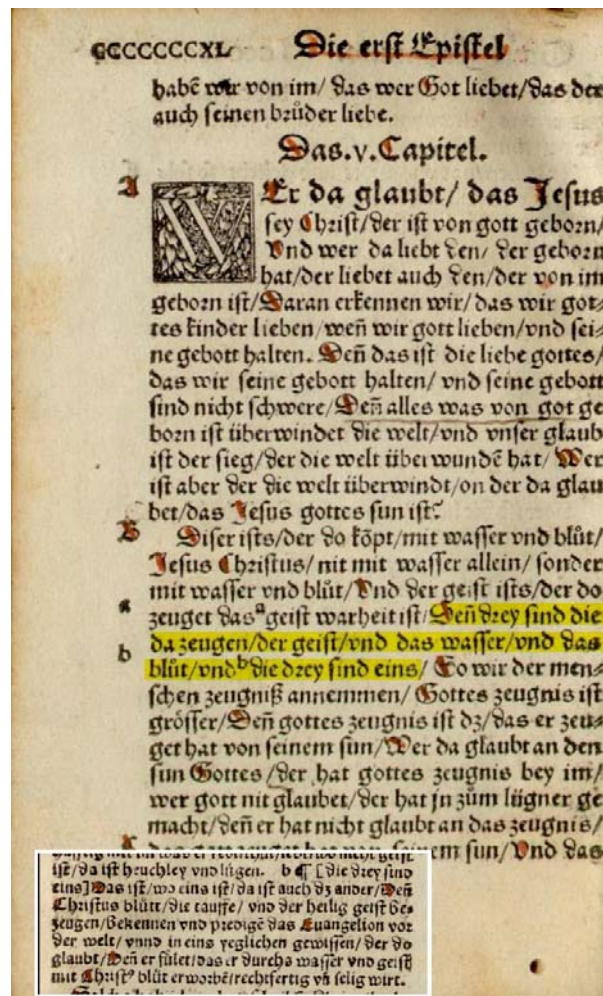 CCCCCCCXL Die erst Epistel
habē wir von im/ das wer Got liebet/das der
auch seinen brůder liebe.
Das.v.Capitel.
A WEr da glaubt/ das Jesus
sey Christ/der ist von gott geborn/
Vnd wer da liebt den/ der geborn
hat/der liebet auch den/der von im
geborn ist/Daran erkennen wir/das wir got⸗
tes kinder lieben/weñ wir gott lieben/vnd sei⸗
ne gebott halten. Deñ das ist die liebe gottes/
das wir seine gebott halten/ vnd seine gebott
sind nicht schwere/Deñ alles was von got ge
born ist überwindet die welt/vnd vnser glaub
ist der sieg/der die welt überwundē hat/ Wer
ist aber der die welt überwindt/on der da glau
bet/das Jesus gottes sun ist?
B Diser ists/der do kõpt/mit wasser vnd blůt/
Jesus Christus/nit mit wasser allein/ sonder
mit wasser vnd blůt/Vnd der geist ists/der do
a zeuget das ᵃgeist warheit ist/Deñ drey sind die
b da zeugen/der geist/vnd das wasser/vnd das
blůt/vnd ᵇdie drey sind eins/ So wir der men⸗
schen zeugniß annemmen/ Gottes zeugnis ist
grösser/Deñ gottes zeugnis ist dz/das er zeu⸗
get hat von seinem sun/Wer da glaubt an den
sun Gottes/der hat gottes zeugnis bey im/
wer gott nit glaubet/der hat jn zům lügner ge
macht/deñ er hat nicht glaubt an das zeugnis/
seinem sun/Vnd das
ist/da ist heuchley vnd lügen. b ¶ [die drey sind
eins]Das ist/wo eins ist/da ist auch dz ander/Deñ
Christus blůt/die tauffe/ vnd der heilig geist be⸗
zeugen/bekennen vnd predigē das Euangelion vor
der welt/ vnnd in eins yeglichen gewissen/der do
glaubt/Deñ er fület/das er durchs wasser vnd geist
mit Christꝰ blůt erworbē/rechtfertig vñ selig wirt.